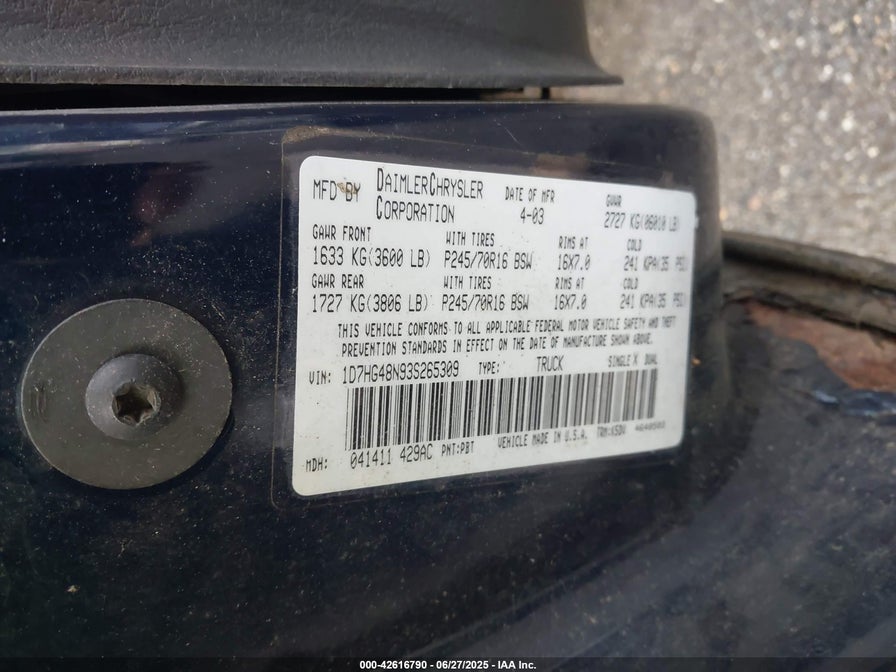 MFD BY DAIMLERCHRYSLER CORPORATION DATE OF MFR 4-03 GVWR 2727 KG(06010 LB)
GAWR FRONT WITH TIRES RIMS AT COLD
1633 KG(3600 LB) P245/70R16 BSW 16X7.0 241 KPA(35 PSI)
GAWR REAR WITH TIRES RIMS AT COLD
1727 KG(3806 LB) P245/70R16 BSW 16X7.0 241 KPA(35 PSI)
THIS VEHICLE CONFORMS TO ALL APPLICABLE FEDERAL MOTOR VEHICLE SAFETY AND THEFT
PREVENTION STANDARDS IN EFFECT ON THE DATE OF MANUFACTURE SHOWN ABOVE.
VIN: 1D7HG48N93S265309 TYPE: TRUCK SINGLE X DUAL
MDH: 041411 429AC PNT:PBT VEHICLE MADE IN U.S.A.
000-42616790 - 06/27/2025 - IAA Inc.